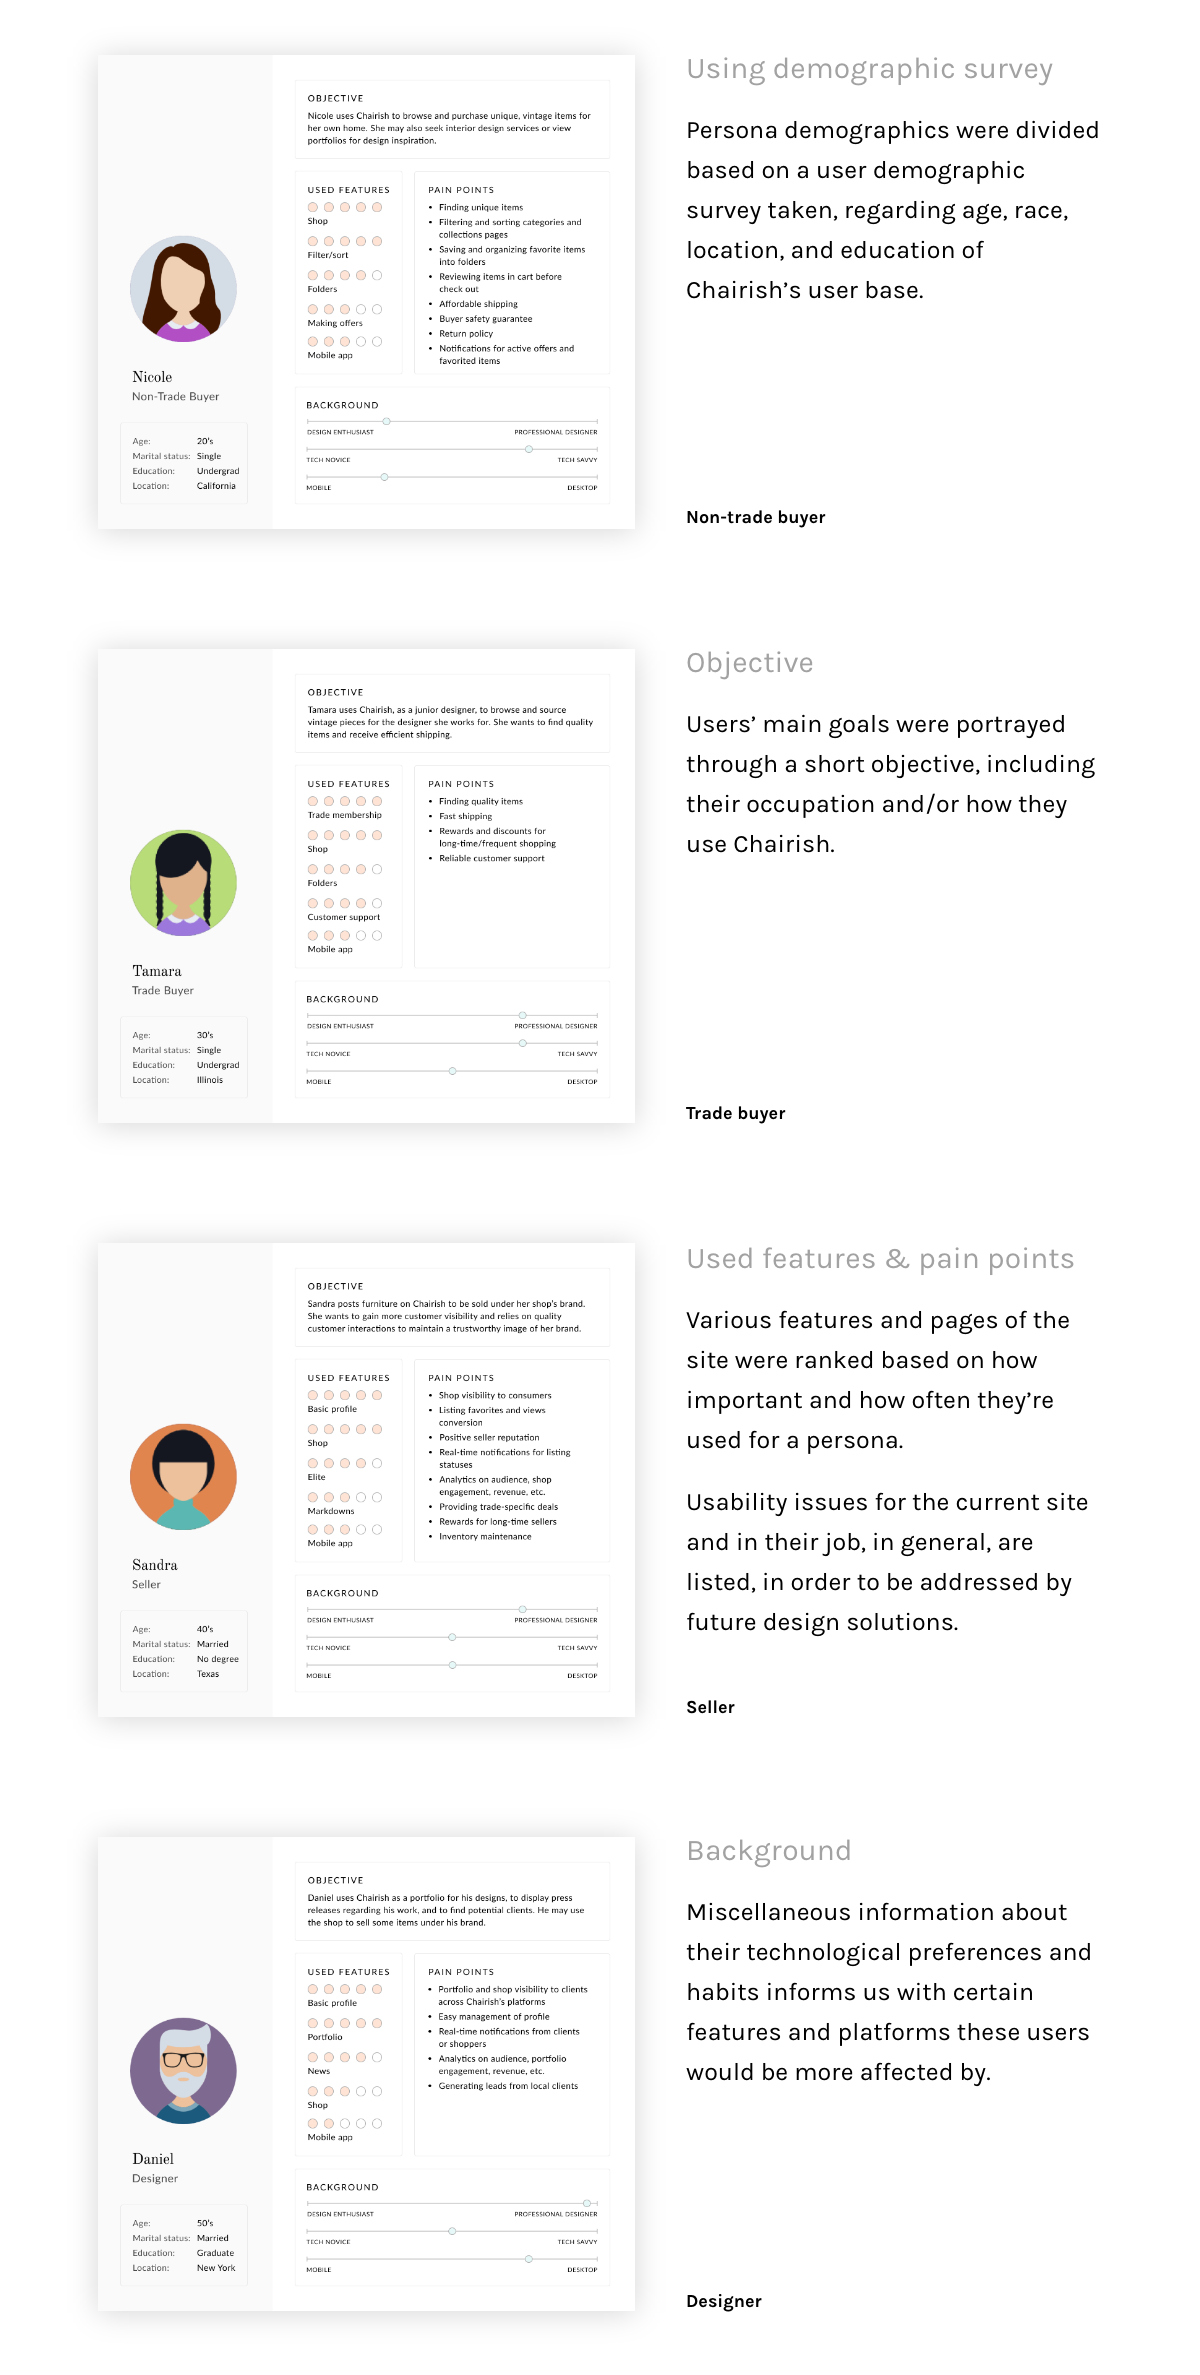 Using demographic survey
Persona demographics were divided
based on a user demographic
survey taken, regarding age, race,
location, and education of
Chairish’s user base.
Non-trade buyer
Nicole
Non-Trade Buyer
Age: 20's
Marital status: Single
Education: Undergrad
Location: California
OBJECTIVE
Nicole uses Chairish to browse and purchase unique, vintage items for
her own home. She may also seek interior design services or view
portfolios for design inspiration.
USED FEATURES
Shop
Filter/sort
Folders
Making offers
Mobile app
PAIN POINTS
• Finding unique items
• Filtering and sorting categories and
collections pages
• Saving and organizing favorite items
into folders
• Reviewing items in cart before
check out
• Affordable shipping
• Buyer safety guarantee
• Return policy
• Notifications for active offers and
favorited items
BACKGROUND
DESIGN ENTHUSIAST PROFESSIONAL DESIGNER
TECH NOVICE TECH SAVVY
MOBILE DESKTOP
Objective
Users’ main goals were portrayed
through a short objective, including
their occupation and/or how they
use Chairish.
Trade buyer
Tamara
Trade Buyer
Age: 30's
Marital status: Single
Education: Undergrad
Location: Illinois
OBJECTIVE
Tamara uses Chairish, as a junior designer, to browse and source
vintage pieces for the designer she works for. She wants to find quality
items and receive efficient shipping.
USED FEATURES
Trade membership
Shop
Folders
Customer support
Mobile app
PAIN POINTS
• Finding quality items
• Fast shipping
• Rewards and discounts for
long-time/frequent shopping
• Reliable customer support
BACKGROUND
DESIGN ENTHUSIAST PROFESSIONAL DESIGNER
TECH NOVICE TECH SAVVY
MOBILE DESKTOP
Used features & pain points
Various features and pages of the
site were ranked based on how
important and how often they’re
used for a persona.
Usability issues for the current site
and in their job, in general, are
listed, in order to be addressed by
future design solutions.
Seller
Sandra
Seller
Age: 40's
Marital status: Married
Education: No degree
Location: Texas
OBJECTIVE
Sandra posts furniture on Chairish to be sold under her shop's brand.
She wants to gain more customer visibility and relies on quality
customer interactions to maintain a trustworthy image of her brand.
USED FEATURES
Basic profile
Shop
Elite
Markdowns
Mobile app
PAIN POINTS
• Shop visibility to consumers
• Listing favorites and views
conversion
• Positive seller reputation
• Real-time notifications for listing
statuses
• Analytics on audience, shop
engagement, revenue, etc.
• Providing trade-specific deals
• Rewards for long-time sellers
• Inventory maintenance
BACKGROUND
DESIGN ENTHUSIAST PROFESSIONAL DESIGNER
TECH NOVICE TECH SAVVY
MOBILE DESKTOP
Background
Miscellaneous information about
their technological preferences and
habits informs us with certain
features and platforms these users
would be more affected by.
Designer
Daniel
Designer
Age: 50's
Marital status: Married
Education: Graduate
Location: New York
OBJECTIVE
Daniel uses Chairish as a portfolio for his designs, to display press
releases regarding his work, and to find potential clients. He may use
the shop to sell some items under his brand.
USED FEATURES
Basic profile
Portfolio
News
Shop
Mobile app
PAIN POINTS
• Portfolio and shop visibility to clients
across Chairish's platforms
• Easy management of profile
• Real-time notifications from clients
or shoppers
• Analytics on audience, portfolio
engagement, revenue, etc.
• Generating leads from local clients
BACKGROUND
DESIGN ENTHUSIAST PROFESSIONAL DESIGNER
TECH NOVICE TECH SAVVY
MOBILE DESKTOP